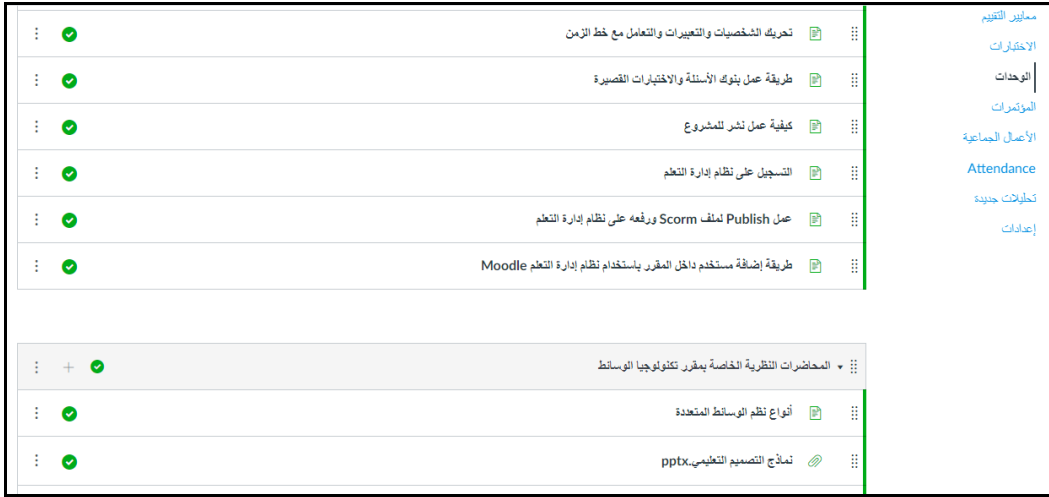 معايير التقييم
الاختبارات
الوحدات
المؤتمرات
الأعمال الجماعية
Attendance
تحليلات جديدة
إعدادات
تحريك الشخصيات والتعبيرات والتعامل مع خط الزمن
طريقة عمل بنوك الأسئلة والاختبارات القصيرة
كيفية عمل نشر للمشروع
التسجيل على نظام إدارة التعلم
عمل Publish لملف Scorm ورفعه على نظام إدارة التعلم
طريقة إضافة مستخدم داخل المقرر باستخدام نظام إدارة التعلم Moodle
المحاضرات النظرية الخاصة بمقرر تكنولوجيا الوسائط
أنواع نظم الوسائط المتعددة
نماذج التصميم التعليمي.pptx